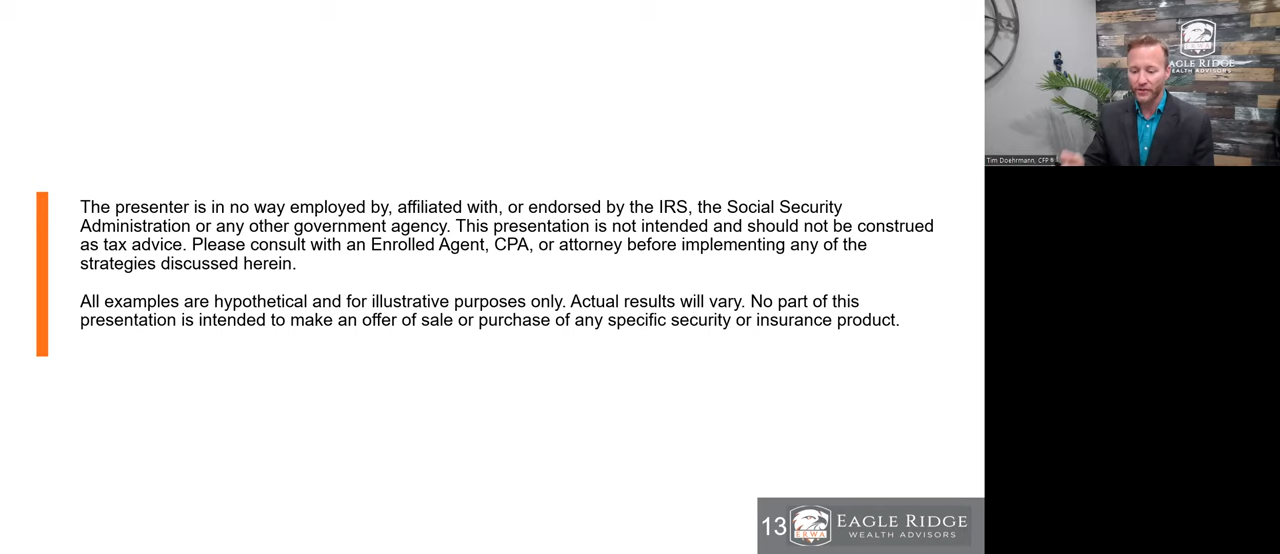 The presenter is in no way employed by, affiliated with, or endorsed by the IRS, the Social Security
Administration or any other government agency. This presentation is not intended and should not be construed
as tax advice. Please consult with an Enrolled Agent, CPA, or attorney before implementing any of the
strategies discussed herein.
All examples are hypothetical and for illustrative purposes only. Actual results will vary. No part of this
presentation is intended to make an offer of sale or purchase of any specific security or insurance product.
13
ERWA
EAGLE RIDGE
WEALTH ADVISORS
ERWA
EAGLE RIDGE
WEALTH ADVISORS
Tim Doehrmann, CFP®